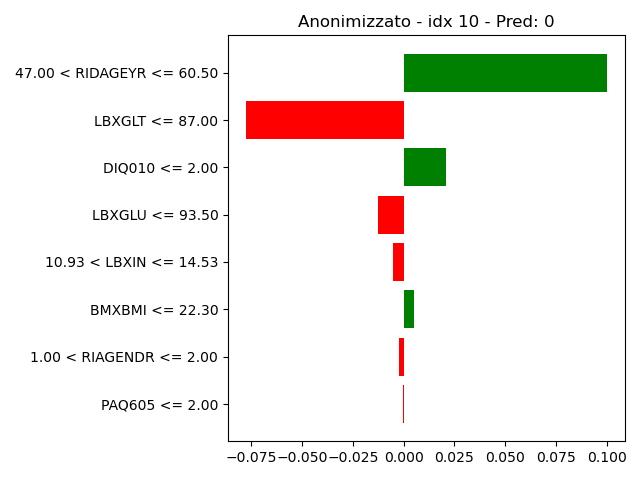 Anonimizzato - idx 10 - Pred: 0
47.00 < RIDAGEYR <= 60.50
LBXGLT <= 87.00
DIQ010 <= 2.00
LBXGLU <= 93.50
10.93 < LBXIN <= 14.53
BMXBMI <= 22.30
1.00 < RIAGENDR <= 2.00
PAQ605 <= 2.00
−0.075 −0.050 −0.025 0.000 0.025 0.050 0.075 0.100